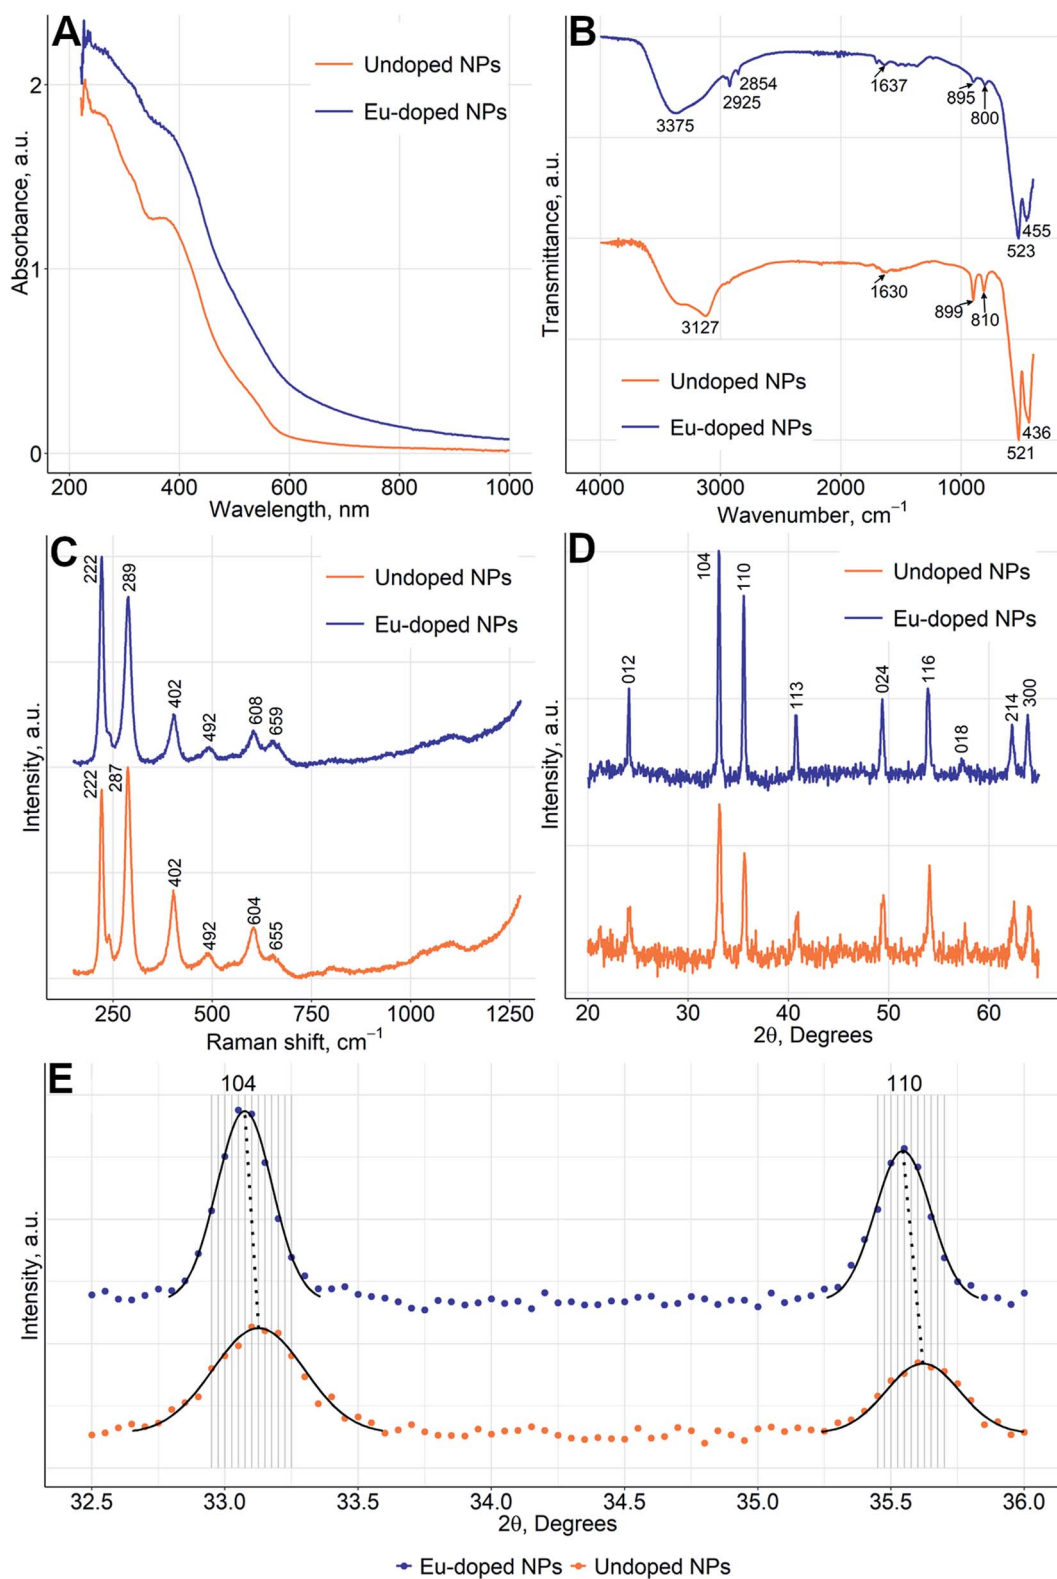 A
Undoped NPs
Eu-doped NPs
Absorbance, a.u.
2
1
0
200 400 600 800 1000
Wavelength, nm
B
Transmittance, a.u.
3375
2925
2854
1637
895
800
523
455
3127
1630
899
810
521
436
Undoped NPs
Eu-doped NPs
4000 3000 2000 1000
Wavenumber, cm⁻¹
C
Undoped NPs
Eu-doped NPs
Intensity, a.u.
222
289
402
492
608
659
222
287
402
492
604
655
250 500 750 1000 1250
Raman shift, cm⁻¹
D
Undoped NPs
Eu-doped NPs
Intensity, a.u.
012
104
110
113
024
116
018
214
300
20 30 40 50 60
2θ, Degrees
E
104
110
Intensity, a.u.
32.5 33.0 33.5 34.0 34.5 35.0 35.5 36.0
2θ, Degrees
Eu-doped NPs Undoped NPs